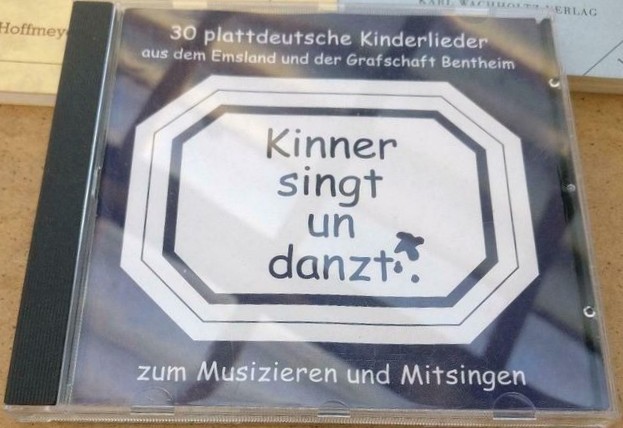 Hoffmeye
KARL WACHHOLTZ VERLAG
30 plattdeutsche Kinderlieder
aus dem Emsland und der Grafschaft Bentheim
Kinner
singt
un
danzt
zum Musizieren und Mitsingen